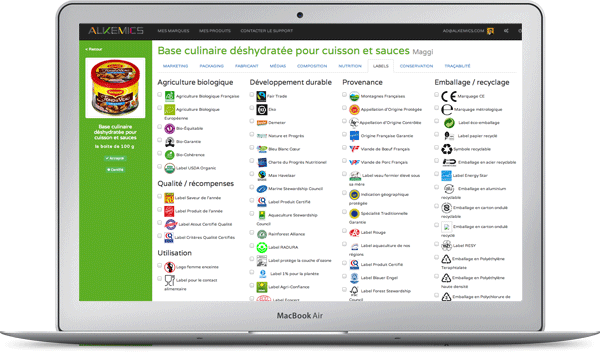 ALKEMICS MES MARQUES MES PRODUITS CONTACTER LE SUPPORT AD@ALKEMICS.COM
< Retour
Base culinaire déshydratée pour cuisson et sauces Maggi
MARKETING PACKAGING FABRICANT MÉDIAS COMPOSITION NUTRITION LABELS CONSERVATION TRAÇABILITÉ
Base culinaire
déshydratée pour
cuisson et sauces
la boîte de 100 g
Accepté
Certifié
Agriculture biologique
Agriculture Biologique Française
Agriculture Biologique
Européenne
Bio-Équitable
Bio-Garantie
Bio-Cohérence
Label USDA Organic
Qualité / récompenses
Label Saveur de l'année
Label Produit de l'année
Label Atout Certifié Qualité
Label Critères Qualité Certifiés
Utilisation
Logo femme enceinte
Label pour le contact
alimentaire
Développement durable
Fair Trade
Eko
Demeter
Nature et Progrès
Bleu Blanc Cœur
Charte du Progrès Nutritionnel
Max Havelaar
Marine Stewardship Council
Label Produit Certifié
Aquaculture Stewardship
Council
Rainforest Alliance
Label RADURA
Label protège la couche d'ozone
Label 1% pour la planète
Label Agri-Confiance
Label Ecocert
Provenance
Montagnes Françaises
Appellation d'Origine Protégée
Appellation d'Origine Contrôlée
Origine Française Garantie
Viande de Bœuf Français
Viande de Porc Français
Label veau fermier élevé sous
sa mère
Indication géographique
protégée
Spécialité Traditionnelle
Garantie
Label Rouge
Label aquaculture de nos
régions
Label Produit Certifié
Label Blauer Engel
Label Forest Stewardship
Council
Emballage / recyclage
Marquage CE
Marquage métrologique
Label éco-emballage
Label papier recyclé
Symbole recyclable
Emballage en acier recyclable
Label Energy Star
Emballage en aluminium
recyclable
Emballage en carton ondulé
recyclable
Emballage en carton ondulé
recyclé
Label RESY
Emballage en Polyéthylène
Téréphtalate
Emballage en Polyéthylène
Haute densité
Emballage en Polychlorure de
MacBook Air